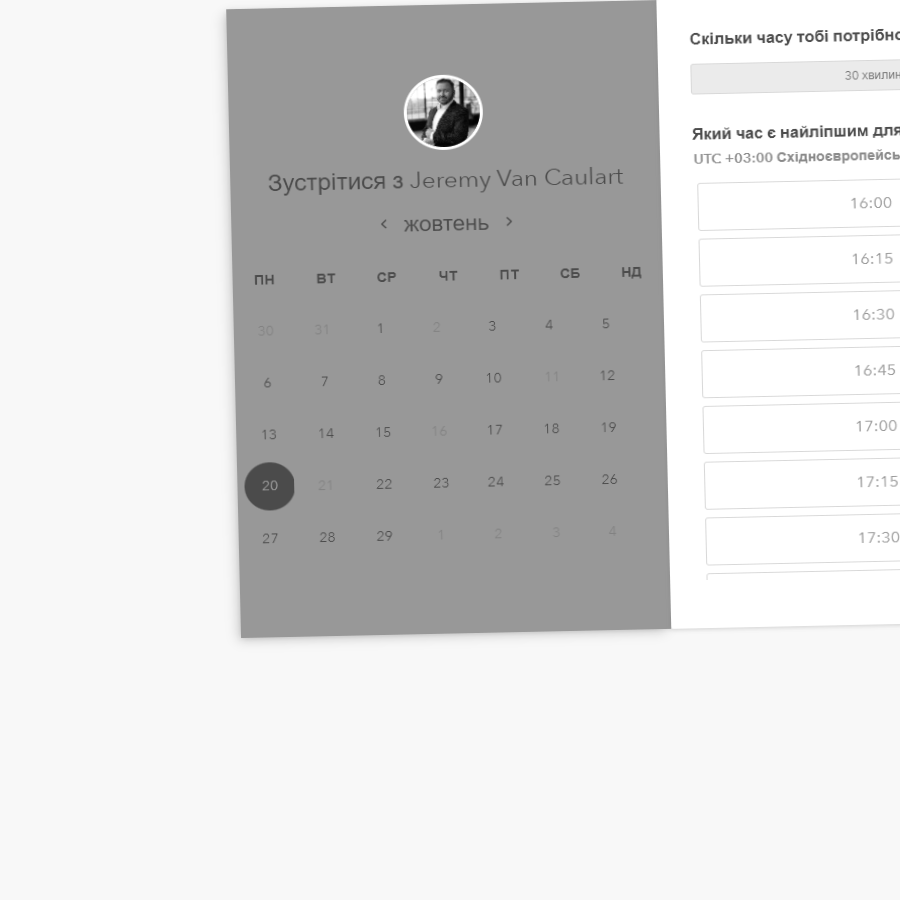 Зустрітися з Jeremy Van Caulart
‹ жовтень ›
ПН ВТ СР ЧТ ПТ СБ НД
30 31 1 2 3 4 5
6 7 8 9 10 11 12
13 14 15 16 17 18 19
20 21 22 23 24 25 26
27 28 29 1 2 3 4
Скільки часу тобі потрібно
30 хвилин
Який час є найліпшим для
UTC +03:00 Східноєвропейсь
16:00
16:15
16:30
16:45
17:00
17:15
17:30